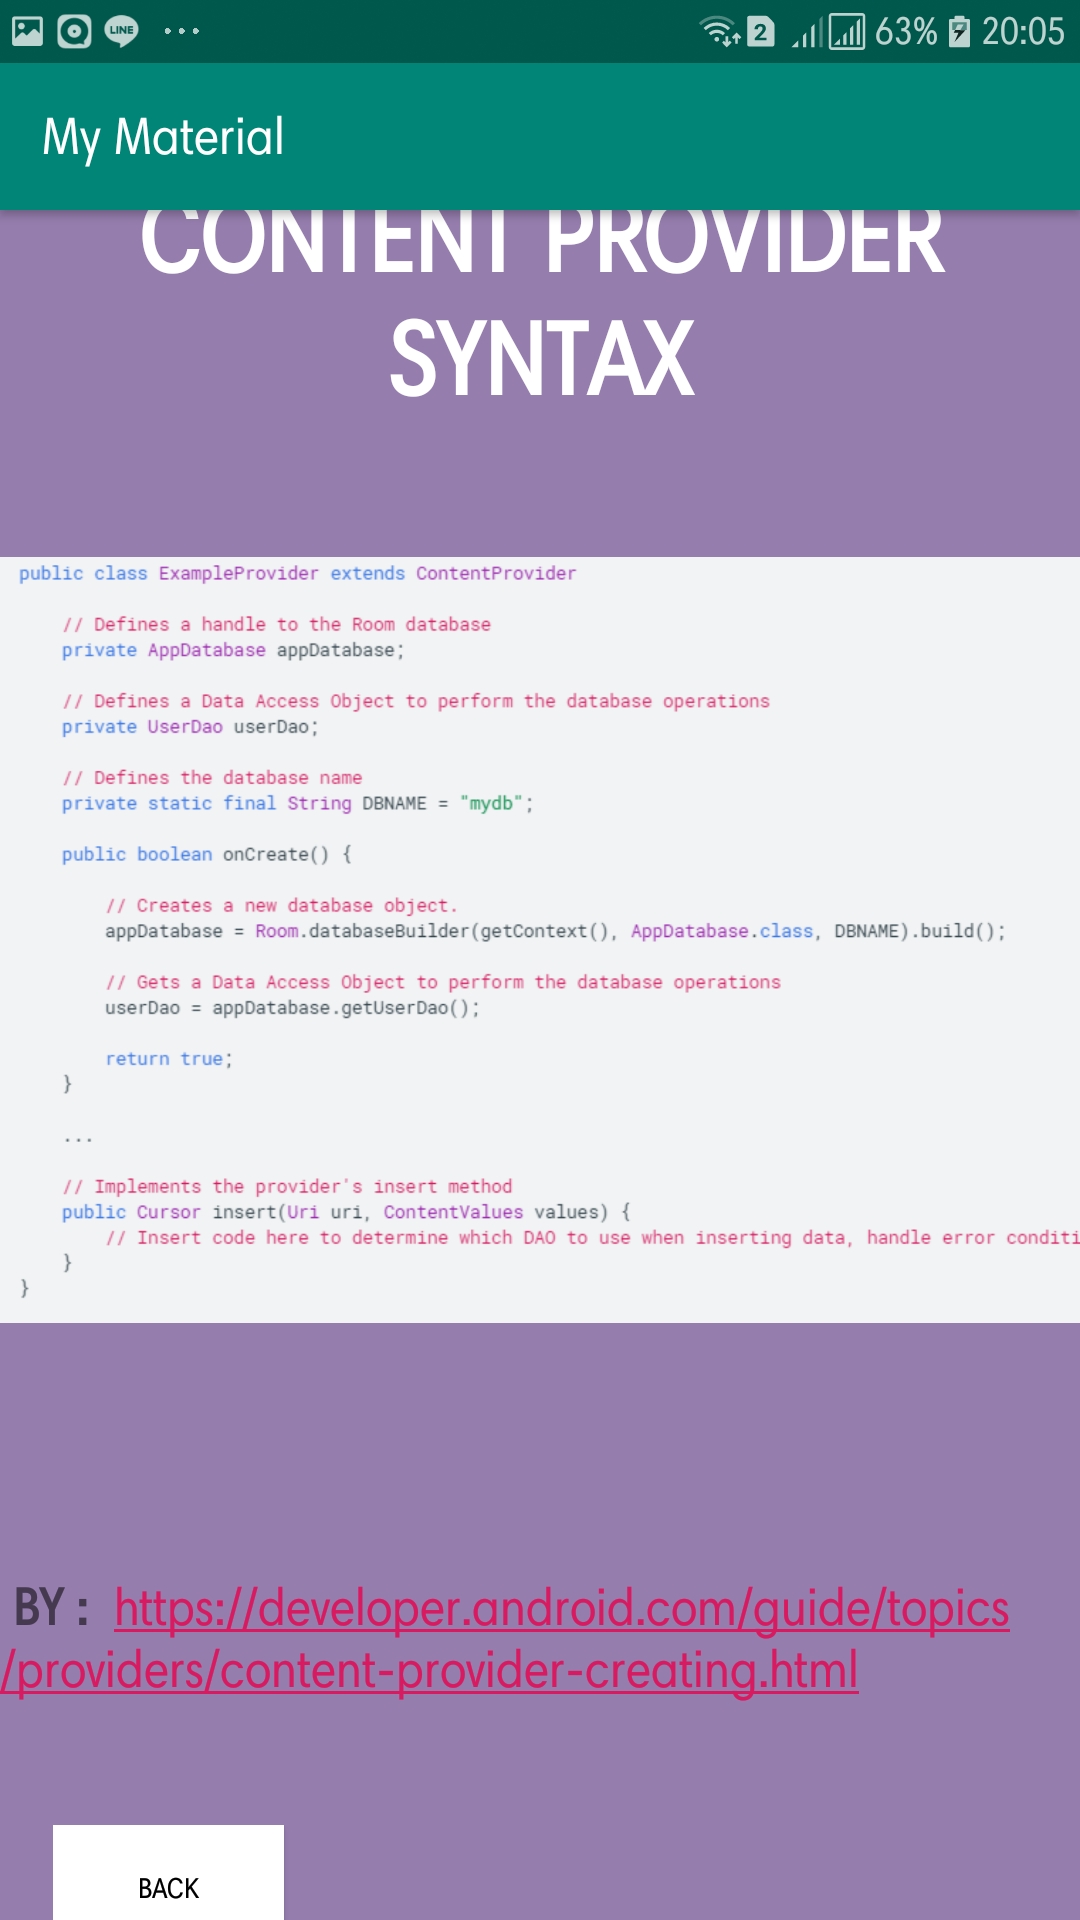 LINE
2
63%
20:05
My Material
CONTENT PROVIDER
SYNTAX
public class ExampleProvider extends ContentProvider
// Defines a handle to the Room database
private AppDatabase appDatabase;
// Defines a Data Access Object to perform the database operations
private UserDao userDao;
// Defines the database name
private static final String DBNAME = "mydb";
public boolean onCreate() {
// Creates a new database object.
appDatabase = Room.databaseBuilder(getContext(), AppDatabase.class, DBNAME).build();
// Gets a Data Access Object to perform the database operations
userDao = appDatabase.getUserDao();
return true;
}
...
// Implements the provider's insert method
public Cursor insert(Uri uri, ContentValues values) {
// Insert code here to determine which DAO to use when inserting data, handle error conditi
}
}
BY : https://developer.android.com/guide/topics
/providers/content-provider-creating.html
BACK